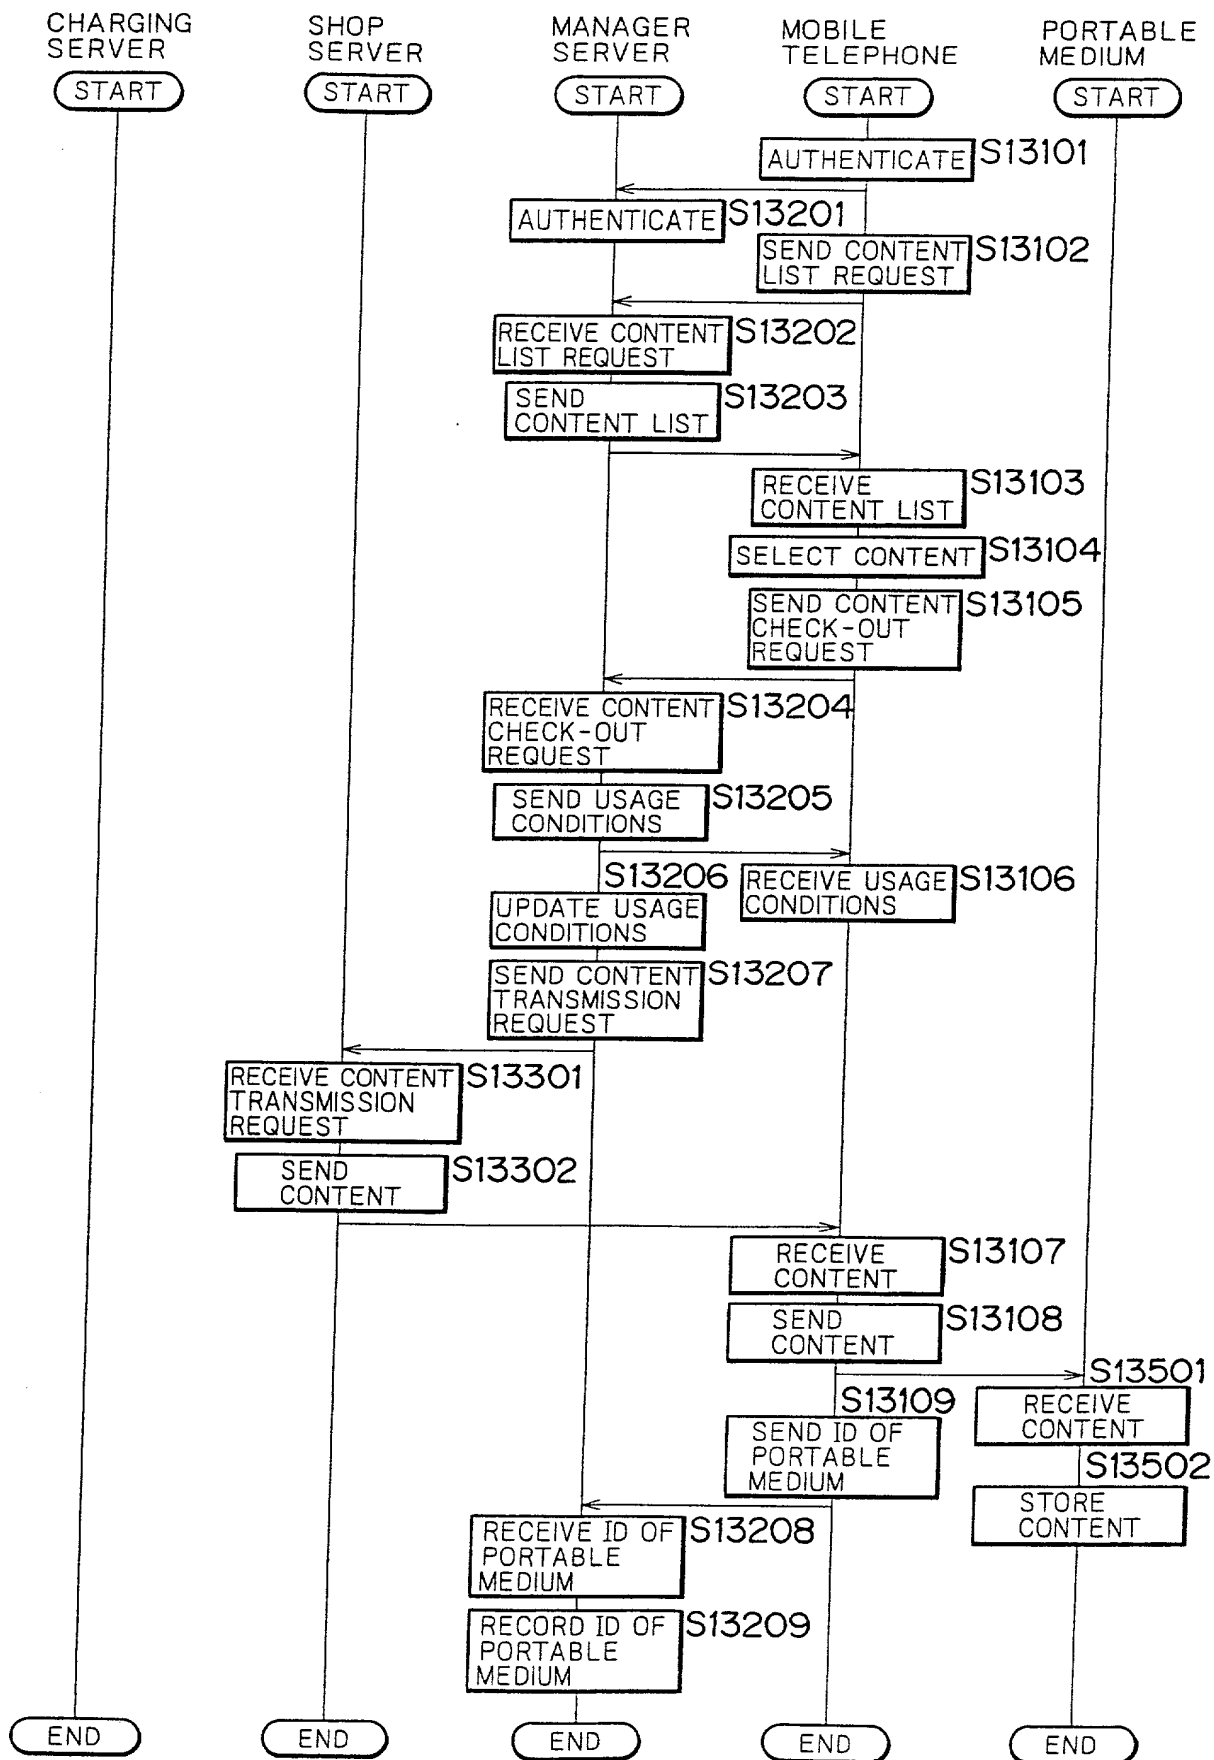 CHARGING
SERVER
SHOP
SERVER
MANAGER
SERVER
MOBILE
TELEPHONE
PORTABLE
MEDIUM
START
START
START
START
START
AUTHENTICATE
S13101
AUTHENTICATE
S13201
SEND CONTENT
LIST REQUEST
S13102
RECEIVE CONTENT
LIST REQUEST
S13202
SEND
CONTENT LIST
S13203
RECEIVE
CONTENT LIST
S13103
SELECT CONTENT
S13104
SEND CONTENT
CHECK-OUT
REQUEST
S13105
RECEIVE CONTENT
CHECK-OUT
REQUEST
S13204
SEND USAGE
CONDITIONS
S13205
S13206
UPDATE USAGE
CONDITIONS
RECEIVE USAGE
CONDITIONS
S13106
SEND CONTENT
TRANSMISSION
REQUEST
S13207
RECEIVE CONTENT
TRANSMISSION
REQUEST
S13301
SEND
CONTENT
S13302
RECEIVE
CONTENT
S13107
SEND
CONTENT
S13108
S13501
RECEIVE
CONTENT
S13109
SEND ID OF
PORTABLE
MEDIUM
S13502
STORE
CONTENT
RECEIVE ID OF
PORTABLE
MEDIUM
S13208
RECORD ID OF
PORTABLE
MEDIUM
S13209
END
END
END
END
END